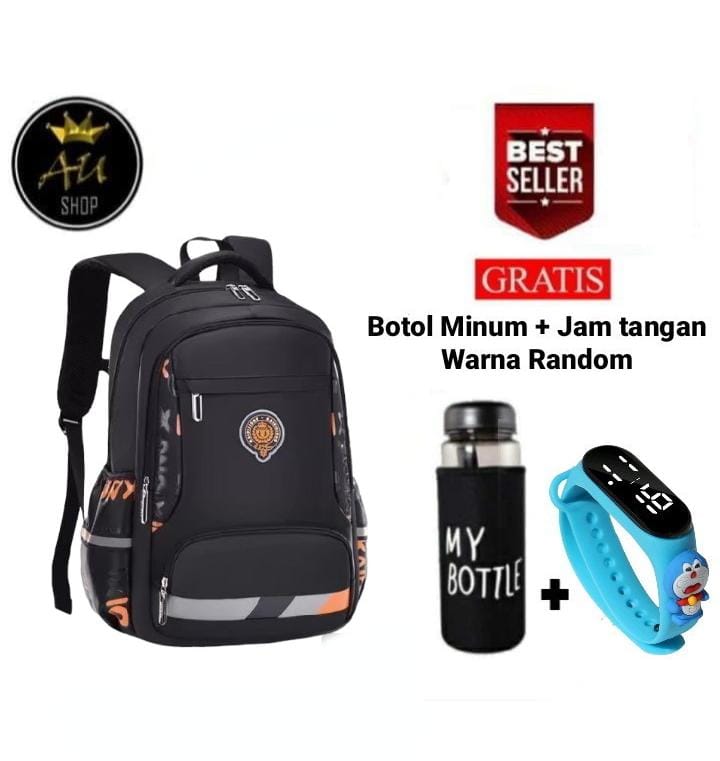 AU
SHOP
BEST
SELLER
GRATIS
Botol Minum + Jam tangan
Warna Random
MY
BOTTLE
+